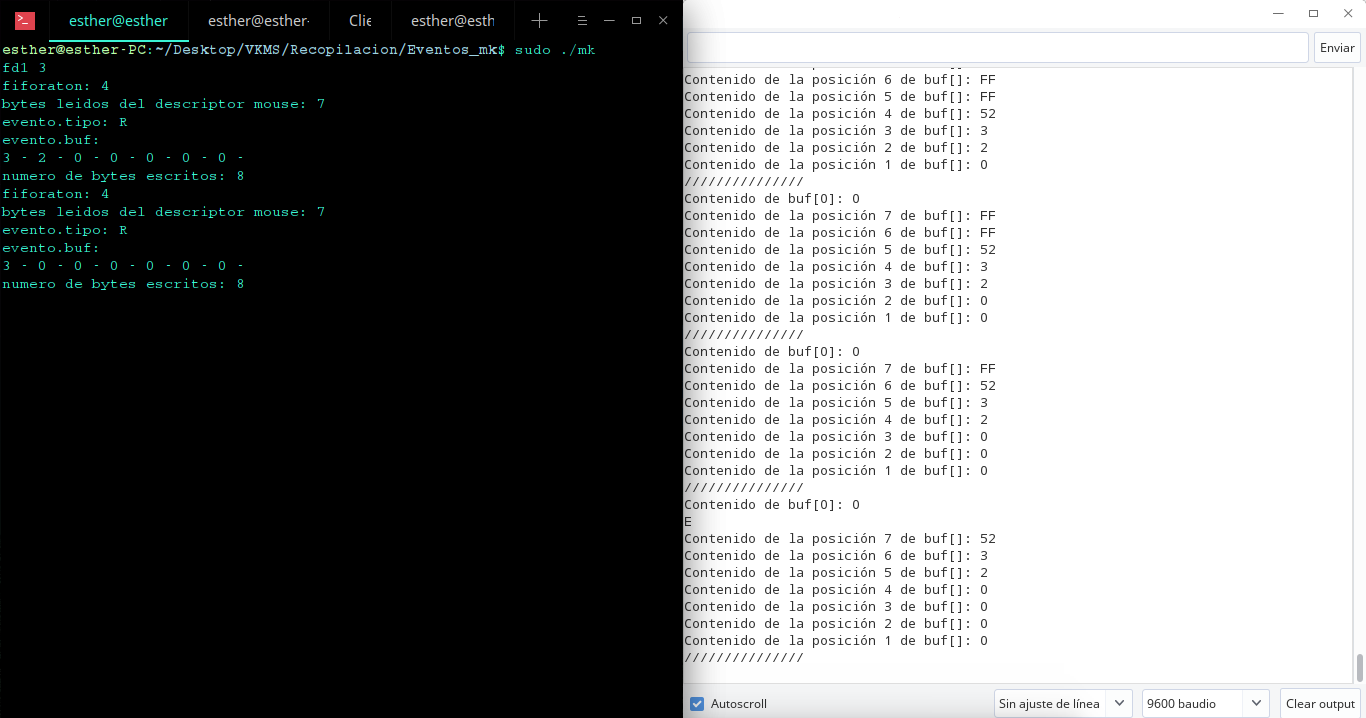 esther@esther
esther@esther-
Clie
esther@esth
esther@esther-PC:~/Desktop/VKMS/Recopilacion/Eventos_mk$ sudo ./mk
fd1 3
fiforaton: 4
bytes leidos del descriptor mouse: 7
evento.tipo: R
evento.buf:
3 - 2 - 0 - 0 - 0 - 0 - 0 -
numero de bytes escritos: 8
fiforaton: 4
bytes leidos del descriptor mouse: 7
evento.tipo: R
evento.buf:
3 - 0 - 0 - 0 - 0 - 0 - 0 -
numero de bytes escritos: 8
Enviar
Contenido de la posición 6 de buf[]: FF
Contenido de la posición 5 de buf[]: FF
Contenido de la posición 4 de buf[]: 52
Contenido de la posición 3 de buf[]: 3
Contenido de la posición 2 de buf[]: 2
Contenido de la posición 1 de buf[]: 0
///////////////
Contenido de buf[0]: 0
Contenido de la posición 7 de buf[]: FF
Contenido de la posición 6 de buf[]: FF
Contenido de la posición 5 de buf[]: 52
Contenido de la posición 4 de buf[]: 3
Contenido de la posición 3 de buf[]: 2
Contenido de la posición 2 de buf[]: 0
Contenido de la posición 1 de buf[]: 0
///////////////
Contenido de buf[0]: 0
Contenido de la posición 7 de buf[]: FF
Contenido de la posición 6 de buf[]: 52
Contenido de la posición 5 de buf[]: 3
Contenido de la posición 4 de buf[]: 2
Contenido de la posición 3 de buf[]: 0
Contenido de la posición 2 de buf[]: 0
Contenido de la posición 1 de buf[]: 0
///////////////
Contenido de buf[0]: 0
E
Contenido de la posición 7 de buf[]: 52
Contenido de la posición 6 de buf[]: 3
Contenido de la posición 5 de buf[]: 2
Contenido de la posición 4 de buf[]: 0
Contenido de la posición 3 de buf[]: 0
Contenido de la posición 2 de buf[]: 0
Contenido de la posición 1 de buf[]: 0
///////////////
Autoscroll
Sin ajuste de línea
9600 baudio
Clear output